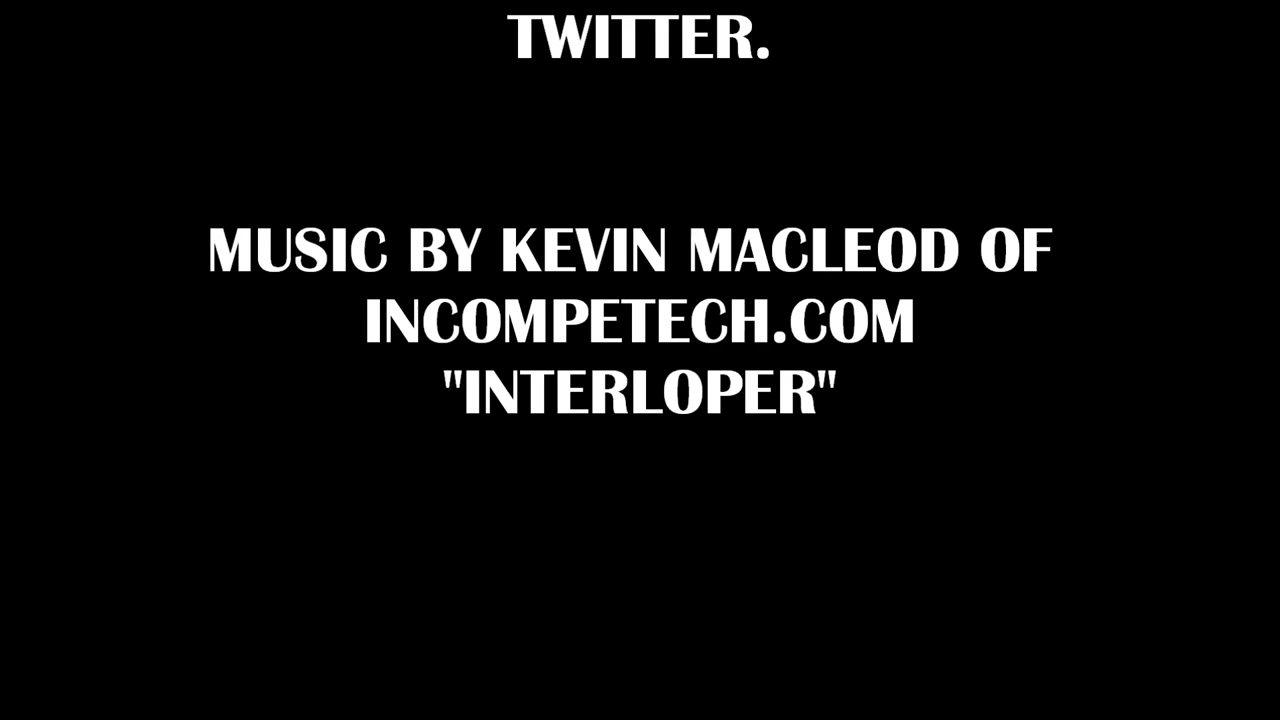 TWITTER.
MUSIC BY KEVIN MACLEOD OF
INCOMPETECH.COM
"INTERLOPER"